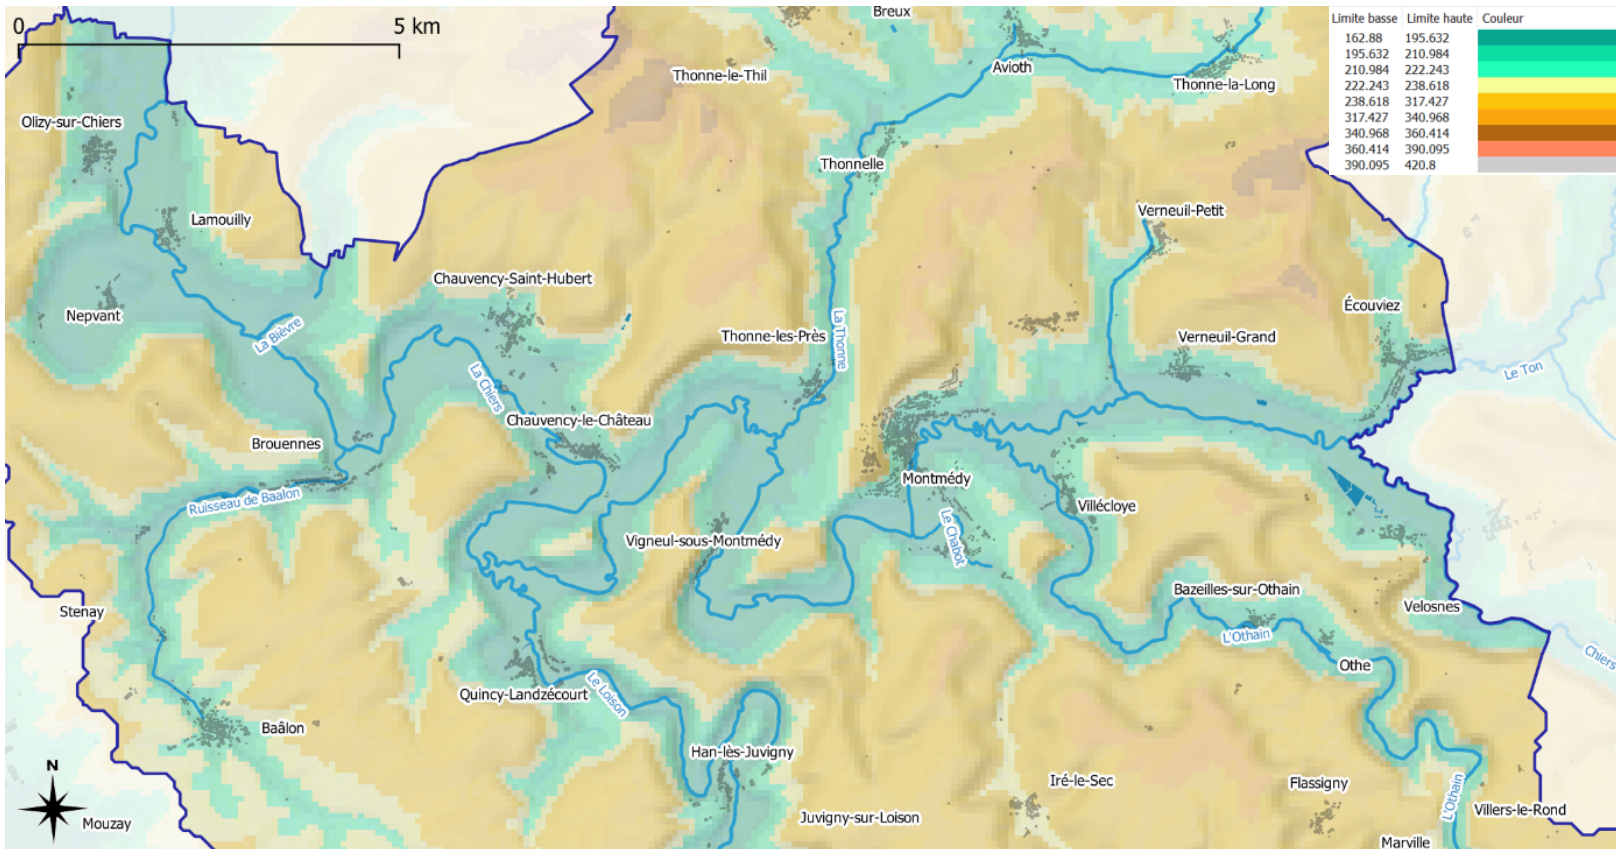 0
5 km
Breux
Limite basse Limite haute Couleur
162.88 195.632
195.632 210.984
210.984 222.243
222.243 238.618
238.618 317.427
317.427 340.968
340.968 360.414
360.414 390.095
390.095 420.8
Thonne-le-Thil
Avioth
Thonne-la-Long
Olizy-sur-Chiers
Thonnelle
Lamouilly
Verneuil-Petit
Chauvency-Saint-Hubert
Nepvant
Écouviez
La Bièvre
Thonne-les-Près
La Thonne
Verneuil-Grand
Le Ton
La Chiers
Chauvency-le-Château
Brouennes
Montmédy
Ruisseau de Baalon
Villécloye
Le Chabot
Vigneul-sous-Montmédy
Stenay
Bazeilles-sur-Othain
Velosnes
L'Othain
Chiers
Othe
Quincy-Landzécourt
Le Loison
Baâlon
Han-lès-Juvigny
N
Iré-le-Sec
Flassigny
L'Othain
Villers-le-Rond
Mouzay
Juvigny-sur-Loison
Marville